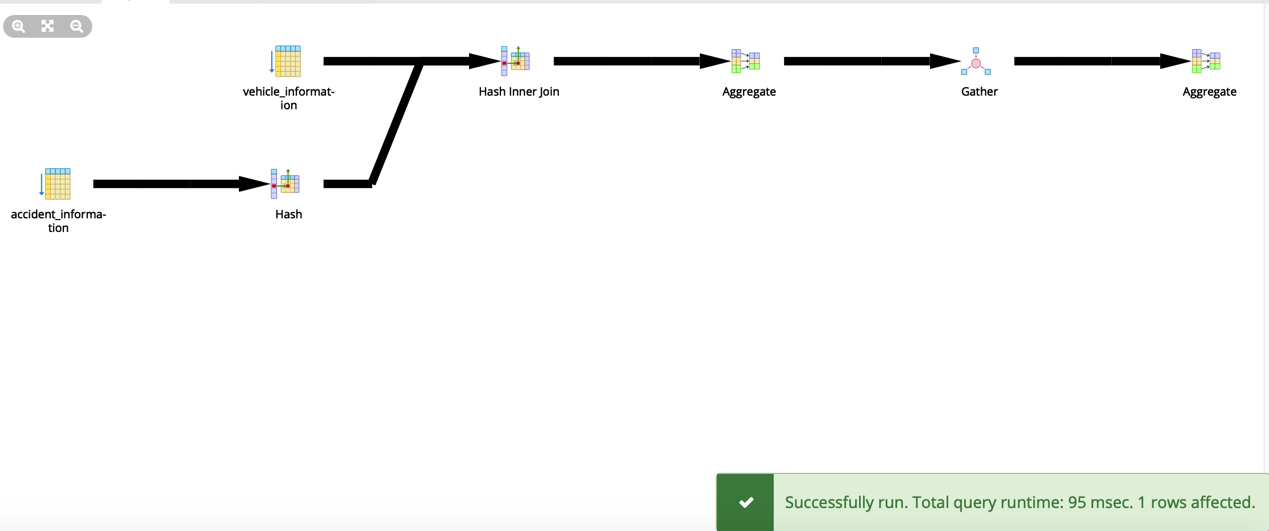 vehicle_informat-
ion
Hash Inner Join
Aggregate
Gather
Aggregate
accident_informa-
tion
Hash
Successfully run. Total query runtime: 95 msec. 1 rows affected.